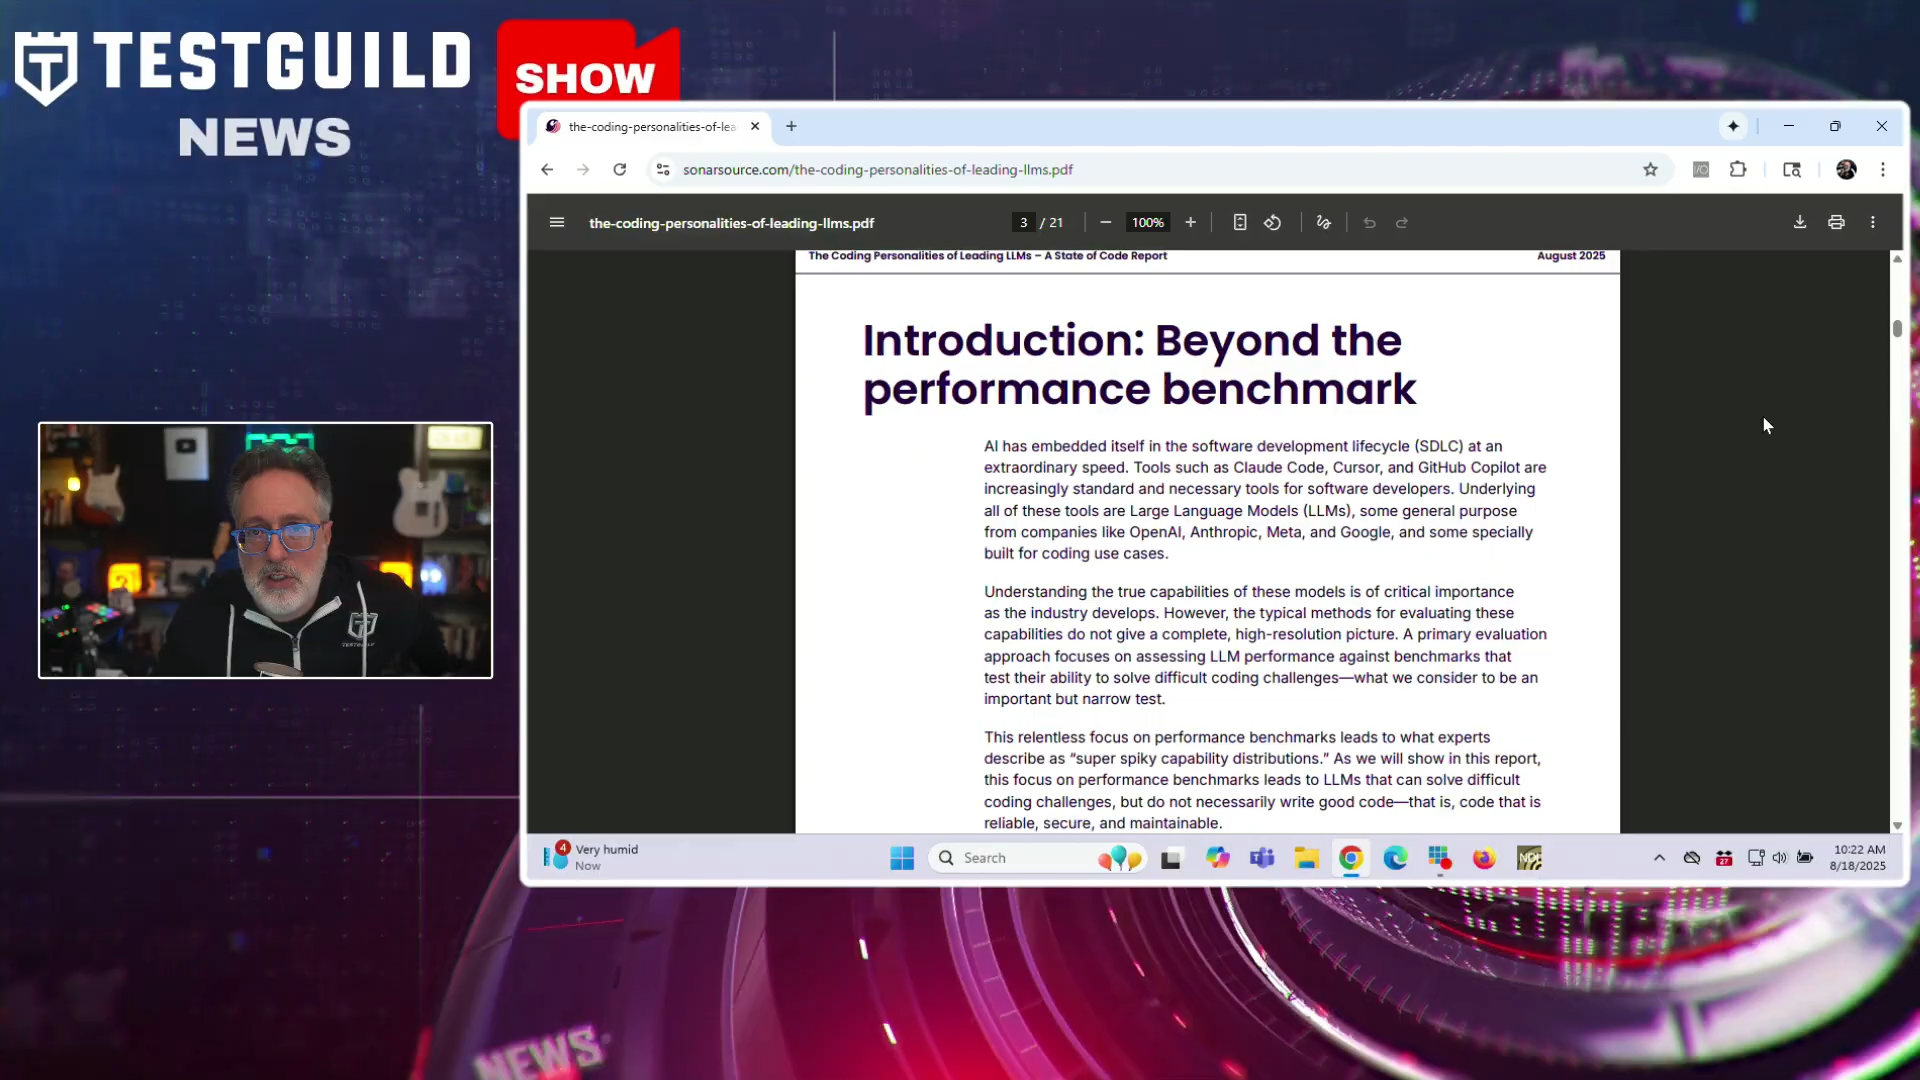 TESTGUILD
NEWS
SHOW
the-coding-personalities-of-lea
sonarsource.com/the-coding-personalities-of-leading-llms.pdf
the-coding-personalities-of-leading-llms.pdf
3 / 21
100%
The Coding Personalities of Leading LLMs – A State of Code Report
August 2025
Introduction: Beyond the
performance benchmark
AI has embedded itself in the software development lifecycle (SDLC) at an
extraordinary speed. Tools such as Claude Code, Cursor, and GitHub Copilot are
increasingly standard and necessary tools for software developers. Underlying
all of these tools are Large Language Models (LLMs), some general purpose
from companies like OpenAI, Anthropic, Meta, and Google, and some specially
built for coding use cases.
Understanding the true capabilities of these models is of critical importance
as the industry develops. However, the typical methods for evaluating these
capabilities do not give a complete, high-resolution picture. A primary evaluation
approach focuses on assessing LLM performance against benchmarks that
test their ability to solve difficult coding challenges—what we consider to be an
important but narrow test.
This relentless focus on performance benchmarks leads to what experts
describe as “super spiky capability distributions.” As we will show in this report,
this focus on performance benchmarks leads to LLMs that can solve difficult
coding challenges, but do not necessarily write good code—that is, code that is
reliable, secure, and maintainable.
4
Very humid
Now
Search
NDI
27
10:22 AM
8/18/2025
TESTGUILD
NEWS